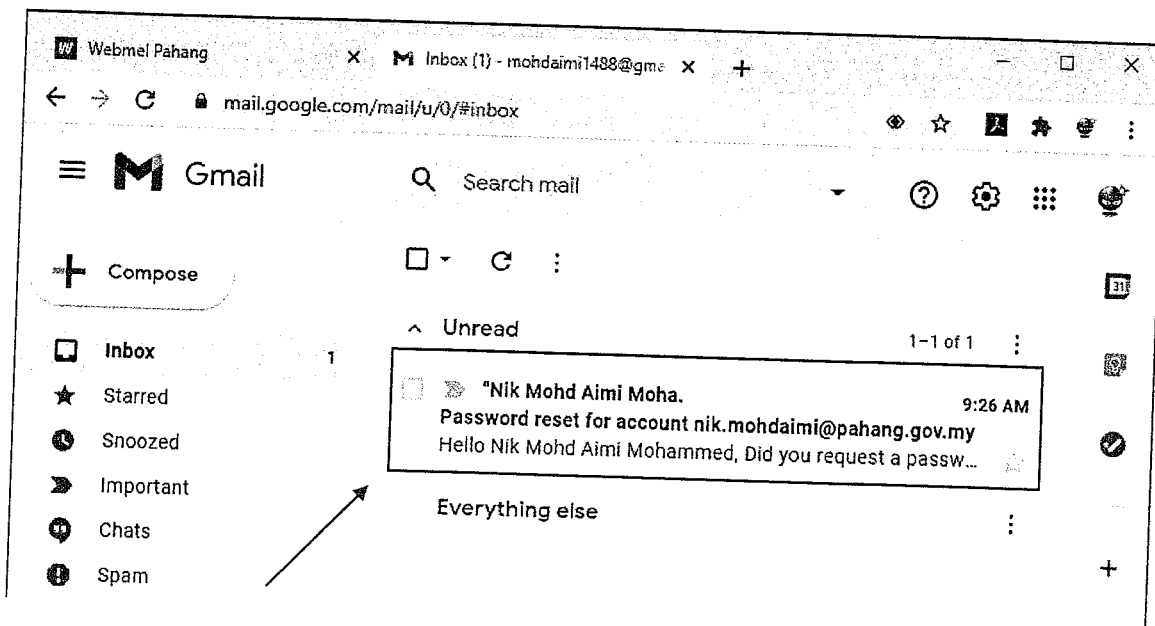 Webmel Pahang
Inbox (1) - mohdaimi1488@gma
mail.google.com/mail/u/0/#inbox
Gmail
Search mail
Compose
31
Unread
1–1 of 1
Inbox
1
"Nik Mohd Aimi Moha.
9:26 AM
Password reset for account nik.mohdaimi@pahang.gov.my
Hello Nik Mohd Aimi Mohammed, Did you request a passw...
Starred
Snoozed
Important
Everything else
Chats
Spam